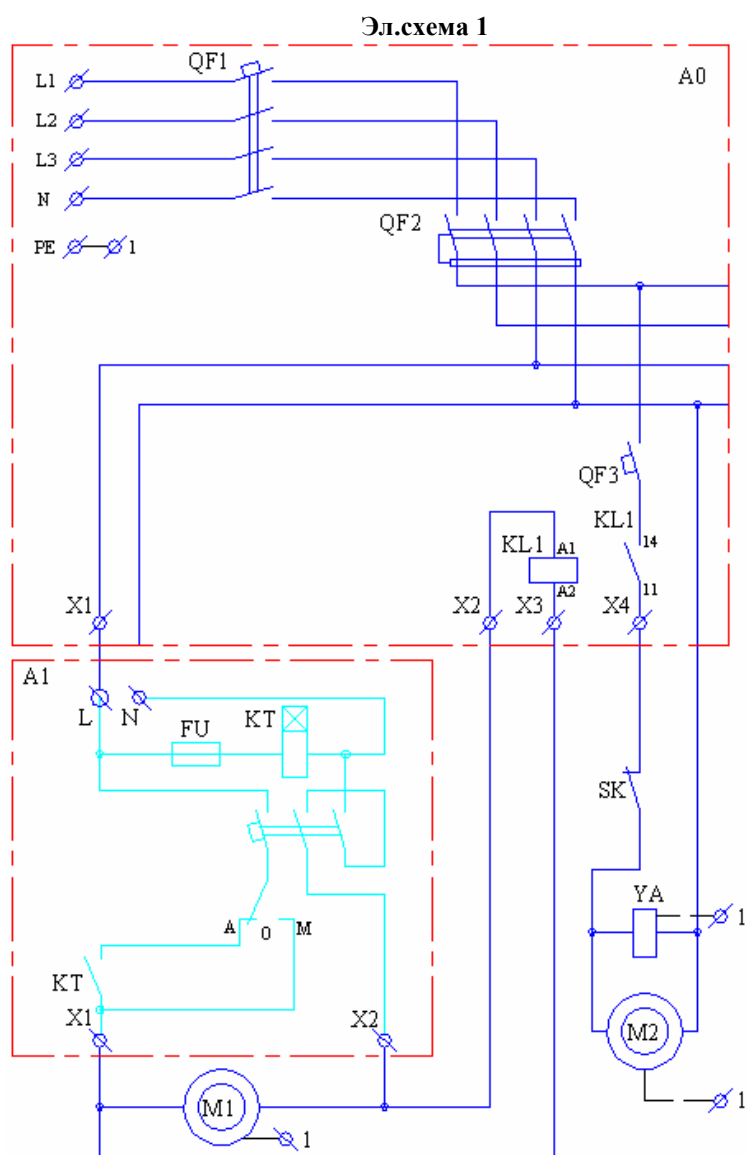 Эл.схема 1
QF1
A0
L1
L2
L3
N
PE 1
QF2
QF3
KL1
14
11
KL1 A1
A2
X1 X2 X3 X4
A1
L N
FU KT
SK
YA
1
A 0 M
KT
X1 X2
M2
M1
1
1